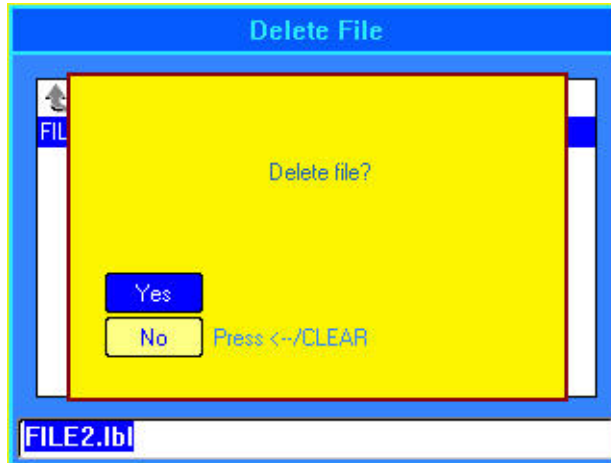 Delete File
FIL
Delete file?
Yes
No Press <--/CLEAR
FILE2.lbl